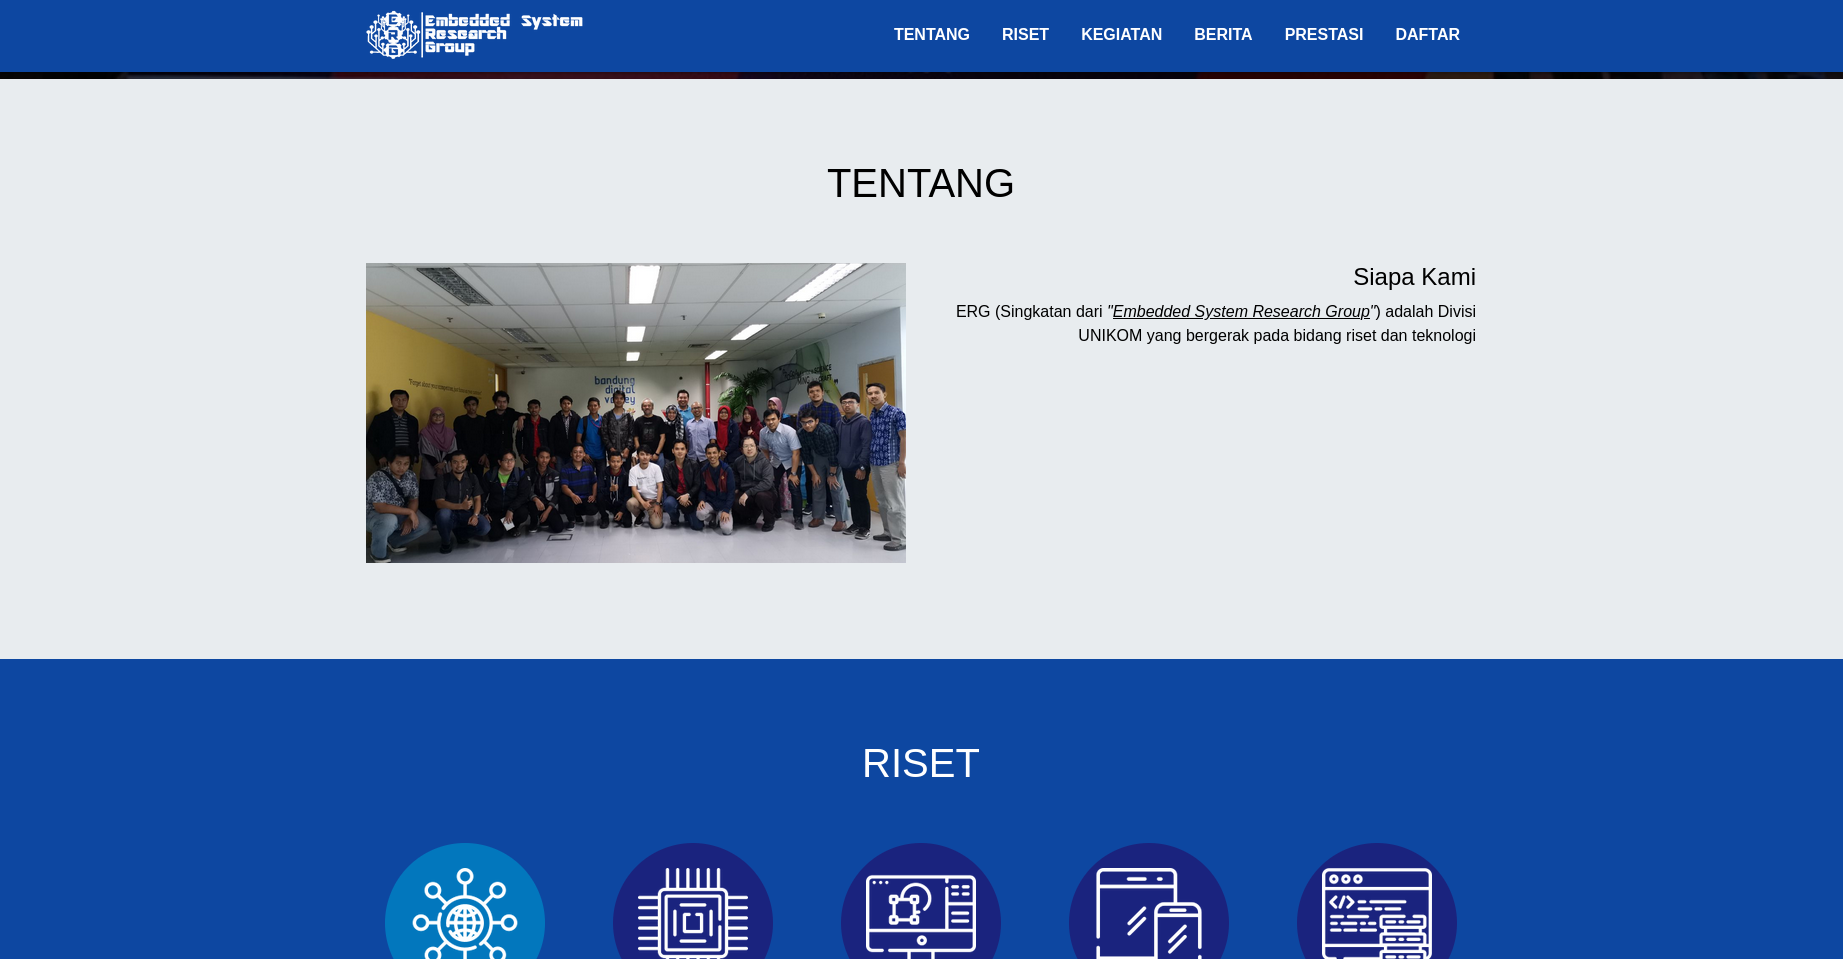 Embedded System
Research
Group
ERG
TENTANG RISET KEGIATAN BERITA PRESTASI DAFTAR
TENTANG
bandung
digital
valley
Siapa Kami
ERG (Singkatan dari "Embedded System Research Group") adalah Divisi
UNIKOM yang bergerak pada bidang riset dan teknologi
RISET